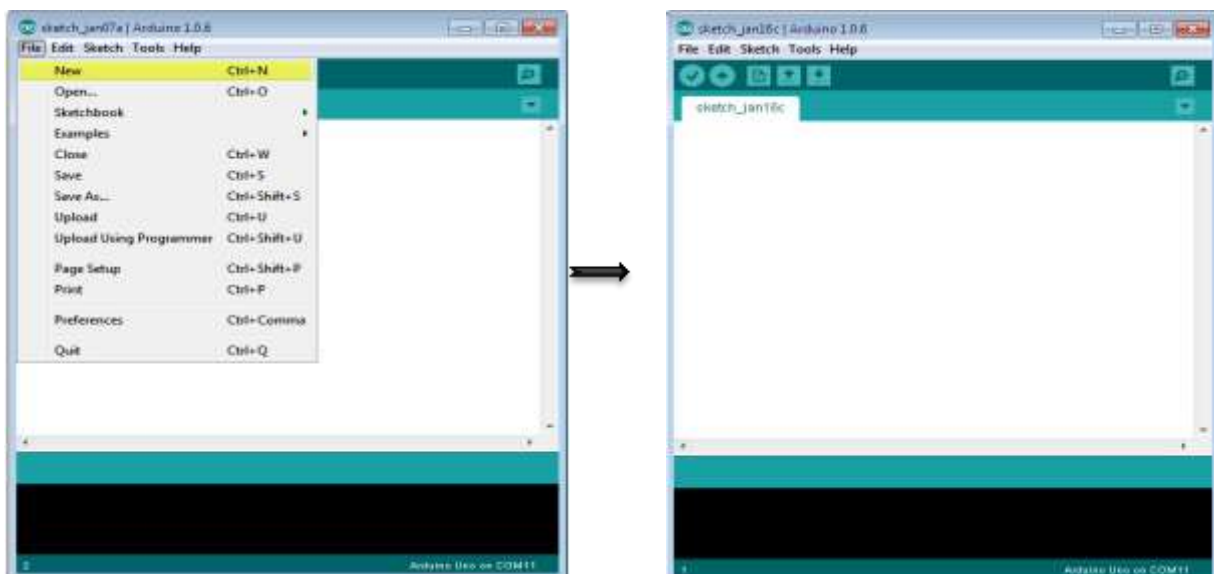 sketch_jan07a | Arduino 1.0.6
File Edit Sketch Tools Help
New Ctrl+N
Open... Ctrl+O
Sketchbook
Examples
Close Ctrl+W
Save Ctrl+S
Save As... Ctrl+Shift+S
Upload Ctrl+U
Upload Using Programmer Ctrl+Shift+U
Page Setup Ctrl+Shift+P
Print Ctrl+P
Preferences Ctrl+Comma
Quit Ctrl+Q
2
Arduino Uno on COM11
sketch_jan16c | Arduino 1.0.6
File Edit Sketch Tools Help
sketch_jan16c
1
Arduino Uno on COM11